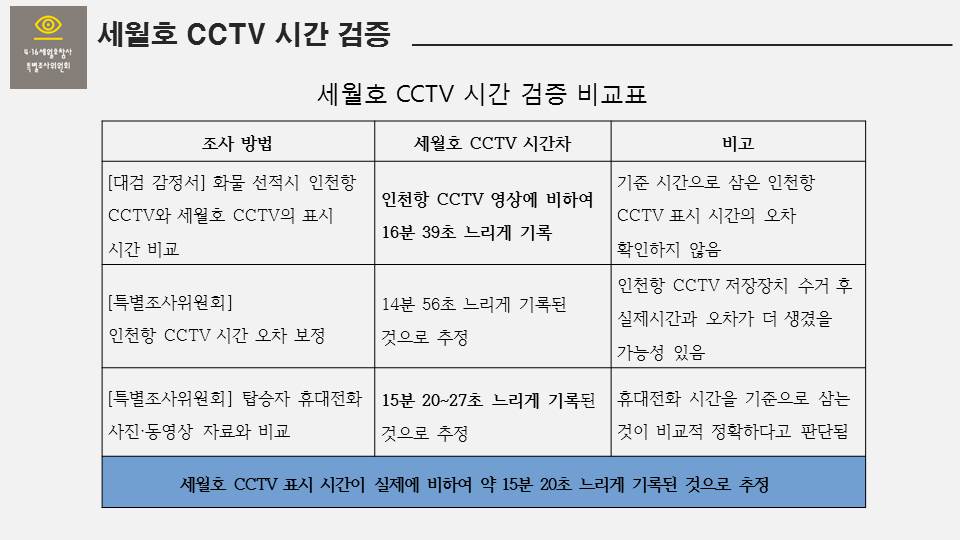 4·16세월호참사
특별조사위원회
세월호 CCTV 시간 검증
세월호 CCTV 시간 검증 비교표
조사 방법
세월호 CCTV 시간차
비고
[대검 감정서] 화물 선적시 인천항
CCTV와 세월호 CCTV의 표시
시간 비교
인천항 CCTV 영상에 비하여
16분 39초 느리게 기록
기준 시간으로 삼은 인천항
CCTV 표시 시간의 오차
확인하지 않음
[특별조사위원회]
인천항 CCTV 시간 오차 보정
14분 56초 느리게 기록된
것으로 추정
인천항 CCTV 저장장치 수거 후
실제시간과 오차가 더 생겼을
가능성 있음
[특별조사위원회] 탑승자 휴대전화
사진·동영상 자료와 비교
15분 20~27초 느리게 기록된
것으로 추정
휴대전화 시간을 기준으로 삼는
것이 비교적 정확하다고 판단됨
세월호 CCTV 표시 시간이 실제에 비하여 약 15분 20초 느리게 기록된 것으로 추정